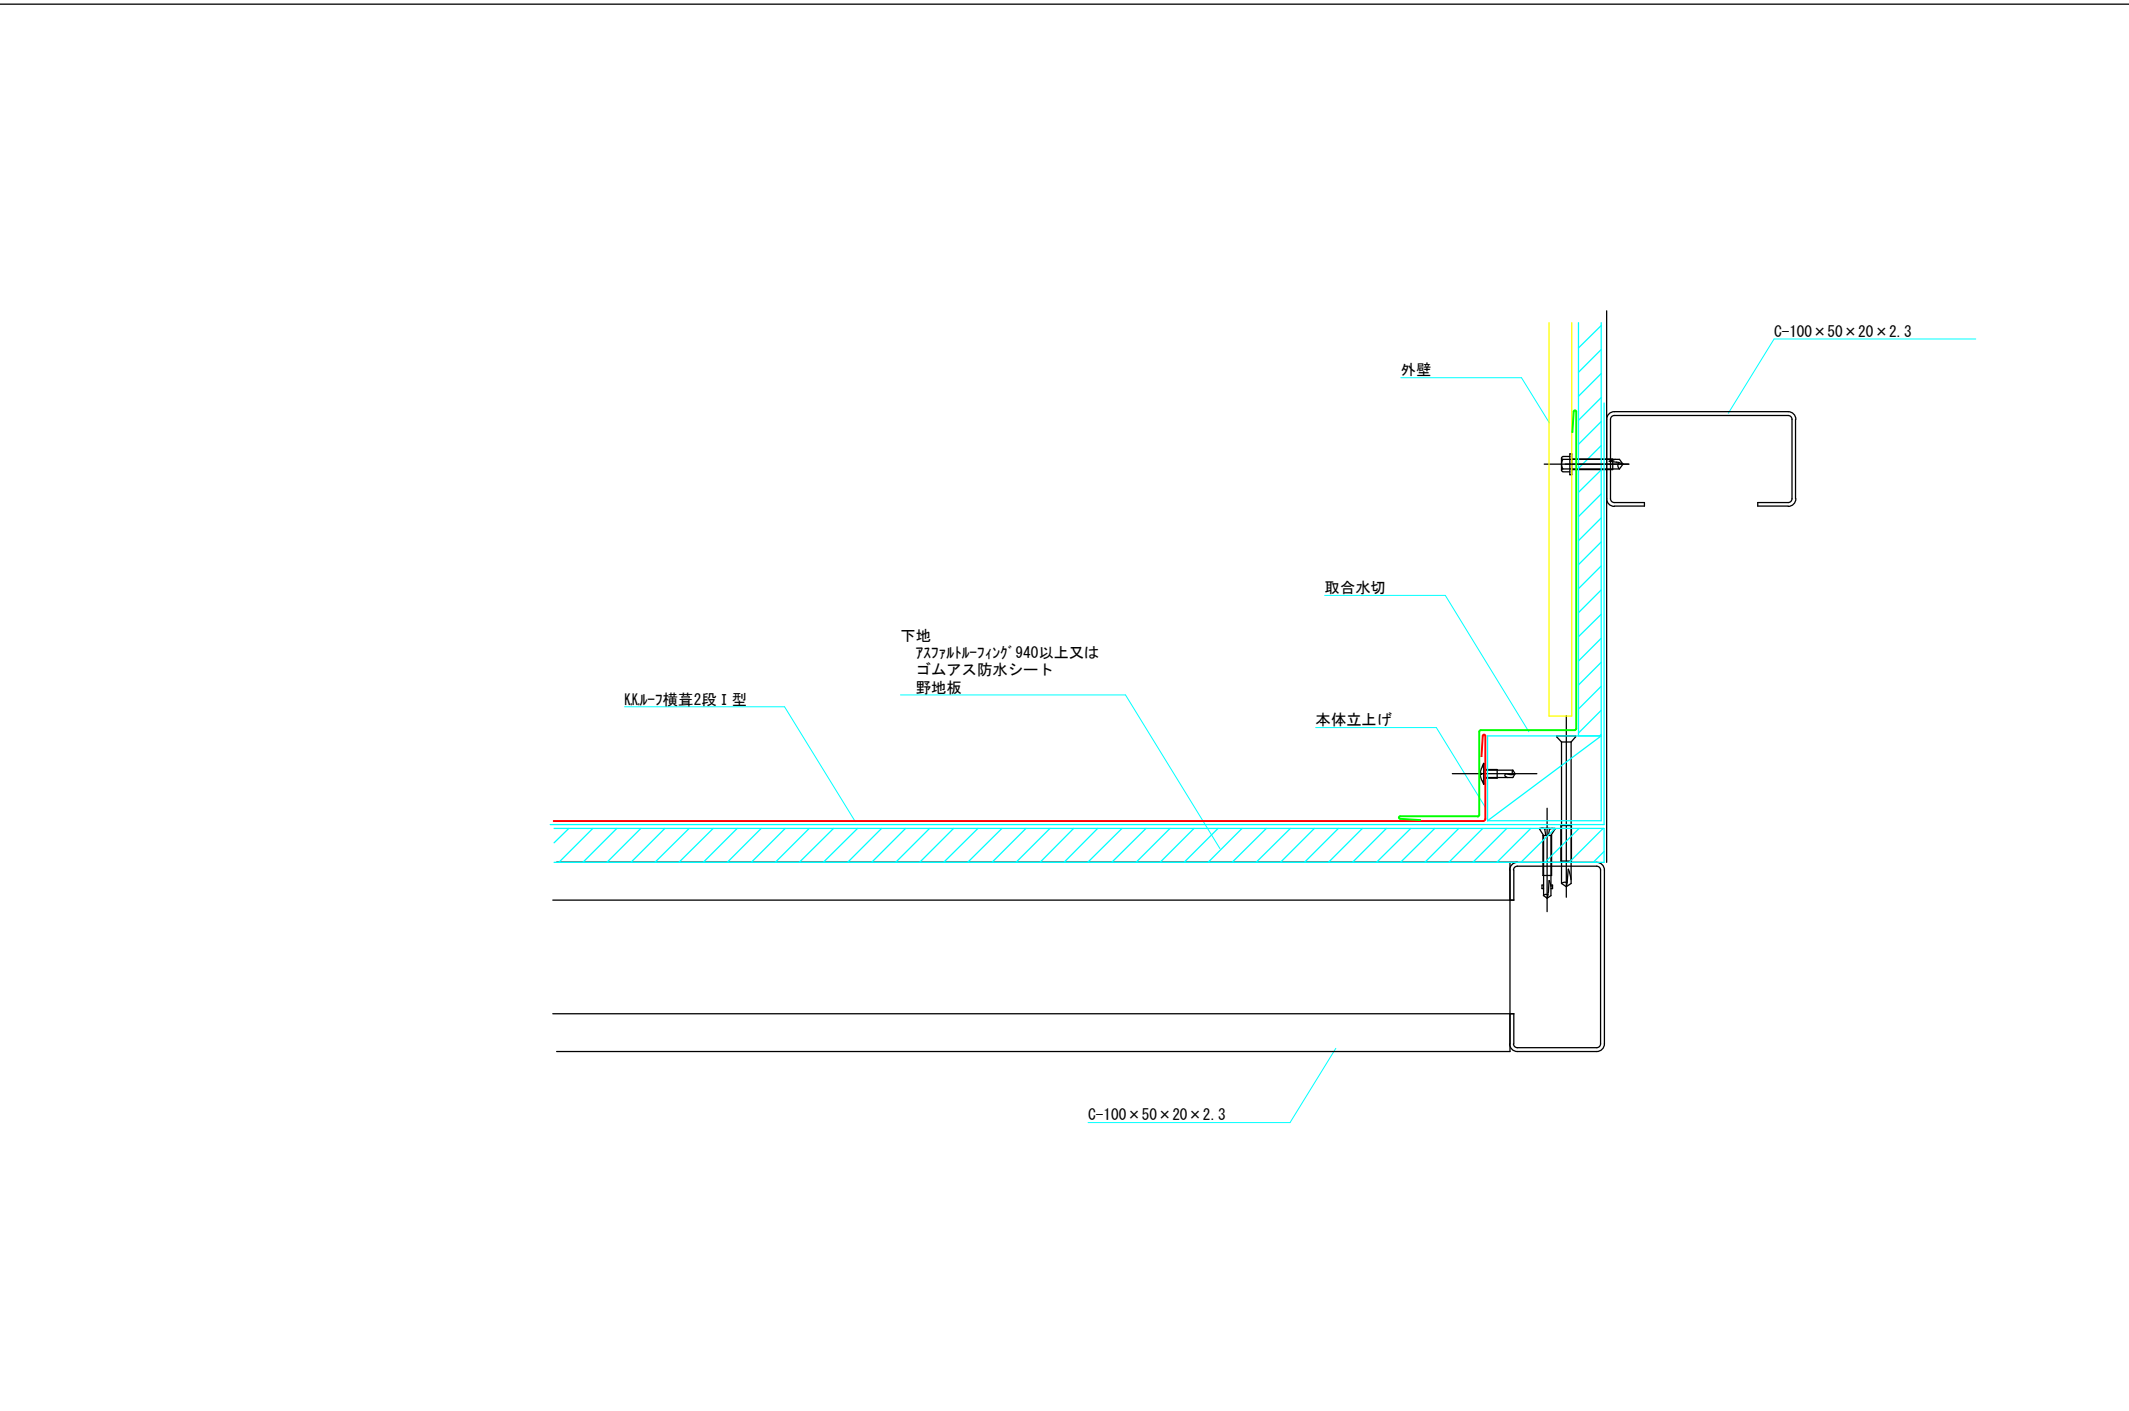 C-100×50×20×2.3
外壁
取合水切
下地
ｱｽﾌｧﾙﾄﾙｰﾌｨﾝｸﾞ940以上又は
ゴムアス防水シート
野地板
KKﾙｰﾌ横葺2段Ⅰ型
本体立上げ
C-100×50×20×2.3